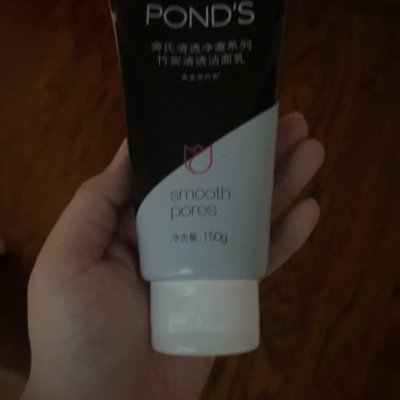 POND'S
旁氏清透净澈系列
竹炭清透洁面乳
smooth
pores
净含量:150g